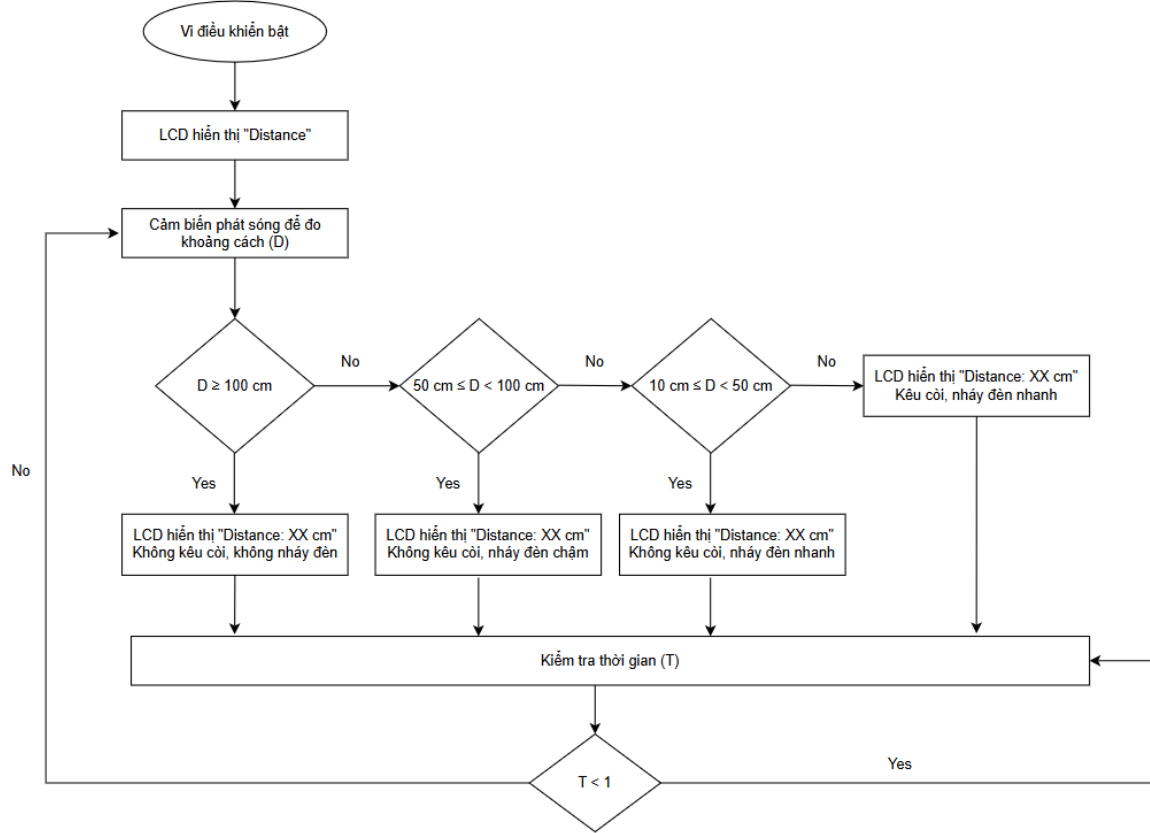 Vi điều khiển bật
LCD hiển thị "Distance"
Cảm biến phát sóng để đo
khoảng cách (D)
D ≥ 100 cm
No
50 cm ≤ D < 100 cm
No
10 cm ≤ D < 50 cm
No
LCD hiển thị "Distance: XX cm"
Kêu còi, nháy đèn nhanh
No
Yes
Yes
Yes
LCD hiển thị "Distance: XX cm"
Không kêu còi, không nháy đèn
LCD hiển thị "Distance: XX cm"
Không kêu còi, nháy đèn chậm
LCD hiển thị "Distance: XX cm"
Không kêu còi, nháy đèn nhanh
Kiểm tra thời gian (T)
T < 1
Yes